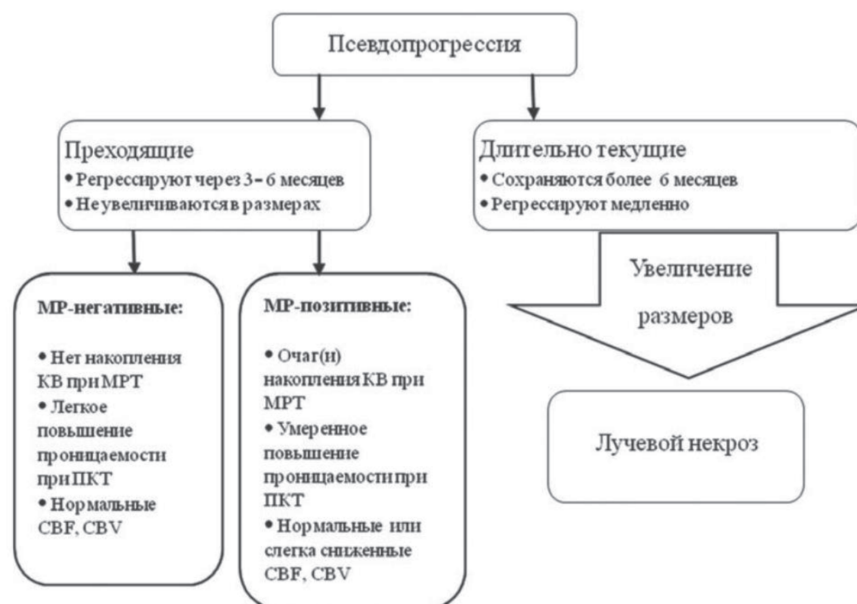 Псевдопрогрессия
Преходящие
• Регрессируют через 3–6 месяцев
• Не увеличиваются в размерах
Длительно текущие
• Сохраняются более 6 месяцев
• Регрессируют медленно
МР-негативные:
• Нет накопления
КВ при МРТ
• Легкое
повышение
проницаемости
при ПКТ
• Нормальные
CBF, CBV
МР-позитивные:
• Очаг(и)
накопления КВ при
МРТ
• Умеренное
повышение
проницаемости при
ПКТ
• Нормальные или
слегка сниженные
CBF, CBV
Увеличение
размеров
Лучевой некроз